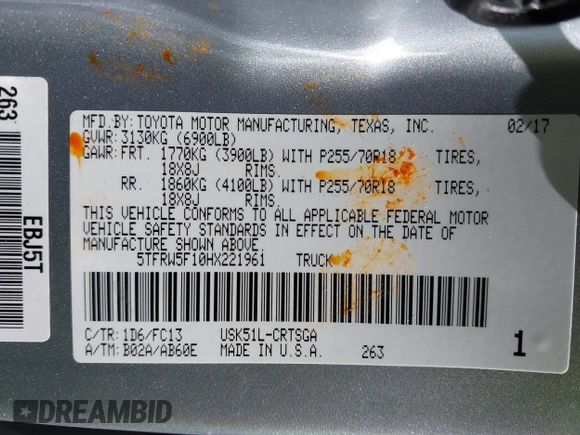 MFD.BY:TOYOTA MOTOR MANUFACTURING, TEXAS, INC. 02/17
GVWR:3130KG (6900LB)
GAWR:FRT. 1770KG (3900LB) WITH P255/70R18 TIRES,
18X8J RIMS.
RR. 1860KG (4100LB) WITH P255/70R18 TIRES,
18X8J RIMS.
THIS VEHICLE CONFORMS TO ALL APPLICABLE FEDERAL MOTOR
VEHICLE SAFETY STANDARDS IN EFFECT ON THE DATE OF
MANUFACTURE SHOWN ABOVE.
5TFRW5F10HX221961 TRUCK
C/TR:1D6/FC13 USK51L-CRTSGA
A/TM:B02A/AB60E MADE IN U.S.A. 263 1
263
EBJ5T
DREAMBID